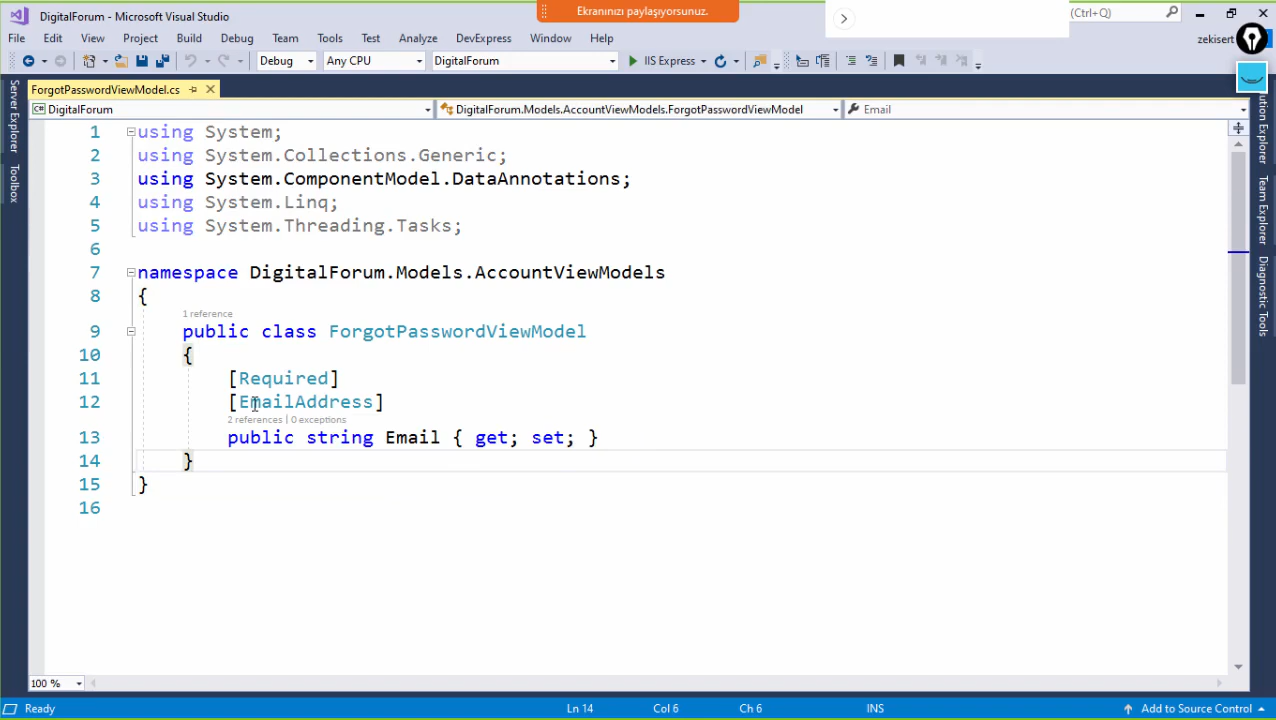 DigitalForum - Microsoft Visual Studio
Ekranınızı paylaşıyorsunuz.
(Ctrl+Q)
File Edit View Project Build Debug Team Tools Test Analyze DevExpress Window Help
zekisert
Debug Any CPU DigitalForum IIS Express
ForgotPasswordViewModel.cs
DigitalForum DigitalForum.Models.AccountViewModels.ForgotPasswordViewModel Email
Server Explorer
Toolbox
1 using System;
2 using System.Collections.Generic;
3 using System.ComponentModel.DataAnnotations;
4 using System.Linq;
5 using System.Threading.Tasks;
6
7 namespace DigitalForum.Models.AccountViewModels
8 {
1 reference
9 public class ForgotPasswordViewModel
10 {
11 [Required]
12 [EmailAddress]
2 references | 0 exceptions
13 public string Email { get; set; }
14 }
15 }
16
ution Explorer
Team Explorer
Diagnostic Tools
100 %
Ready Ln 14 Col 6 Ch 6 INS Add to Source Control